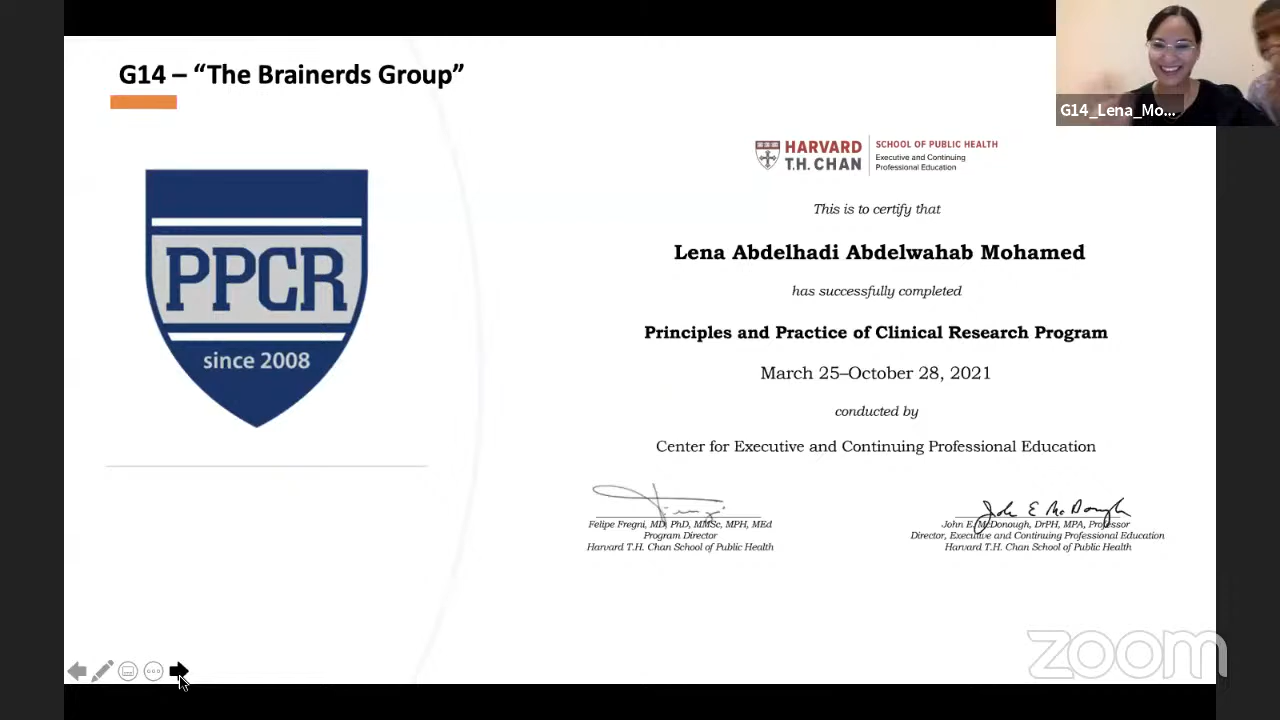 G14 – “The Brainerds Group”
G14_Lena_Mo...
HARVARD
T.H. CHAN
SCHOOL OF PUBLIC HEALTH
Executive and Continuing
Professional Education
This is to certify that
Lena Abdelhadi Abdelwahab Mohamed
has successfully completed
Principles and Practice of Clinical Research Program
March 25–October 28, 2021
conducted by
Center for Executive and Continuing Professional Education
PPCR
since 2008
Felipe Fregni, MD, PhD, MMSc, MPH, MEd
Program Director
Harvard T.H. Chan School of Public Health
John E McDonough
John E. McDonough, DrPH, MPA, Professor
Director, Executive and Continuing Professional Education
Harvard T.H. Chan School of Public Health
zoom